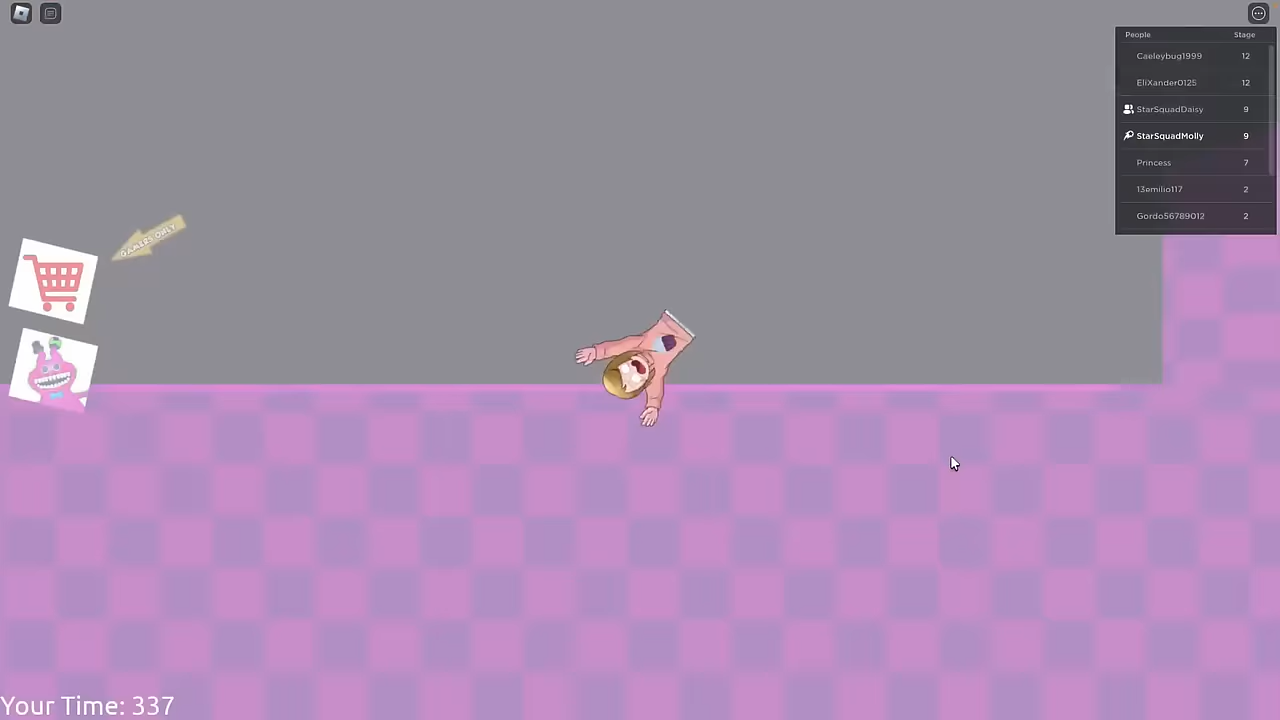 People Stage
Caeleybug1999 12
EliXander0125 12
StarSquadDaisy 9
StarSquadMolly 9
Princess 7
13emilio117 2
Gordo56789012 2
GAMERS ONLY
Your Time: 337